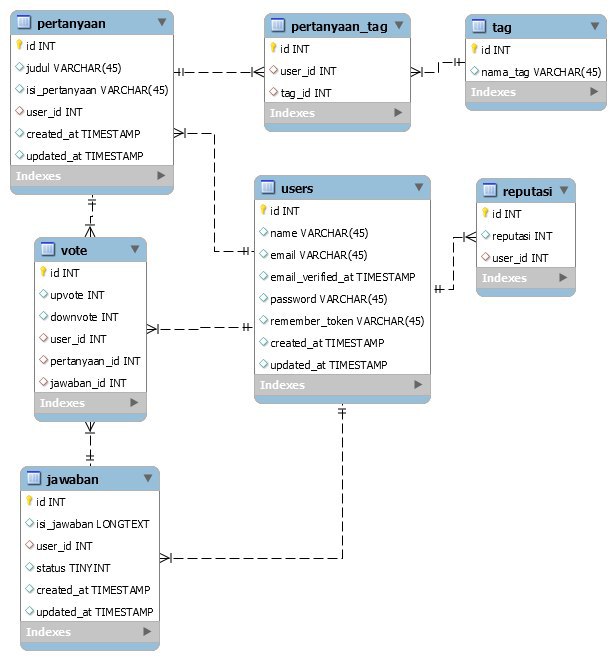 pertanyaan
id INT
judul VARCHAR(45)
isi_pertanyaan VARCHAR(45)
user_id INT
created_at TIMESTAMP
updated_at TIMESTAMP
Indexes
pertanyaan_tag
id INT
user_id INT
tag_id INT
Indexes
tag
id INT
nama_tag VARCHAR(45)
Indexes
users
id INT
name VARCHAR(45)
email VARCHAR(45)
email_verified_at TIMESTAMP
password VARCHAR(45)
remember_token VARCHAR(45)
created_at TIMESTAMP
updated_at TIMESTAMP
Indexes
reputasi
id INT
reputasi INT
user_id INT
Indexes
vote
id INT
upvote INT
downvote INT
user_id INT
pertanyaan_id INT
jawaban_id INT
Indexes
jawaban
id INT
isi_jawaban LONGTEXT
user_id INT
status TINYINT
created_at TIMESTAMP
updated_at TIMESTAMP
Indexes